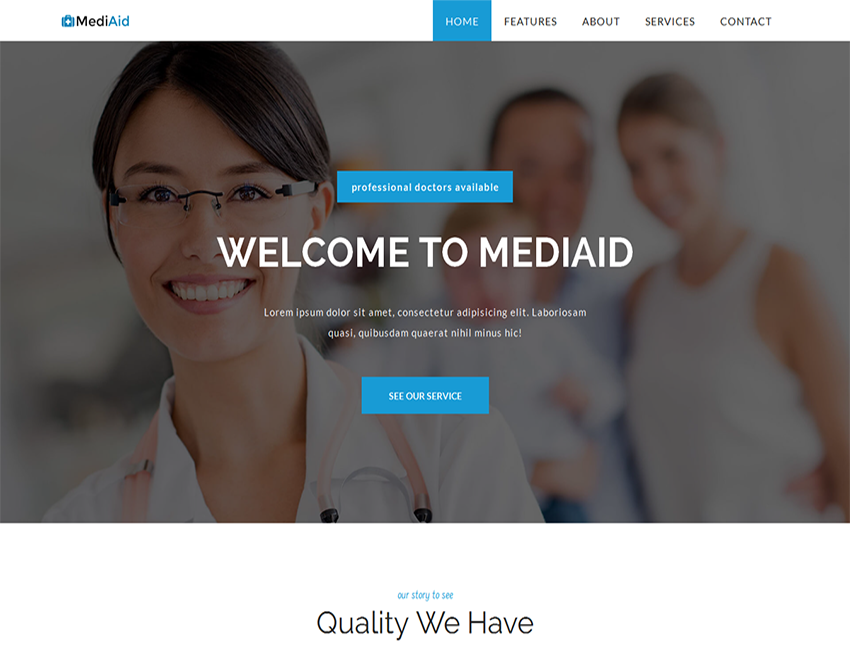 MediAid
HOME FEATURES ABOUT SERVICES CONTACT
professional doctors available
WELCOME TO MEDIAID
Lorem ipsum dolor sit amet, consectetur adipisicing elit. Laboriosam
quasi, quibusdam quaerat nihil minus hic!
SEE OUR SERVICE
our story to see
Quality We Have